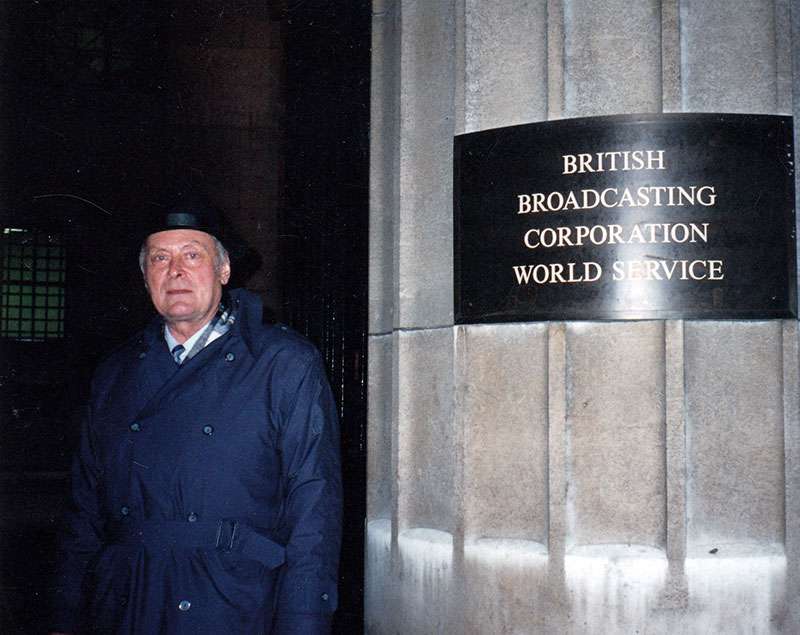 BRITISH
BROADCASTING
CORPORATION
WORLD SERVICE